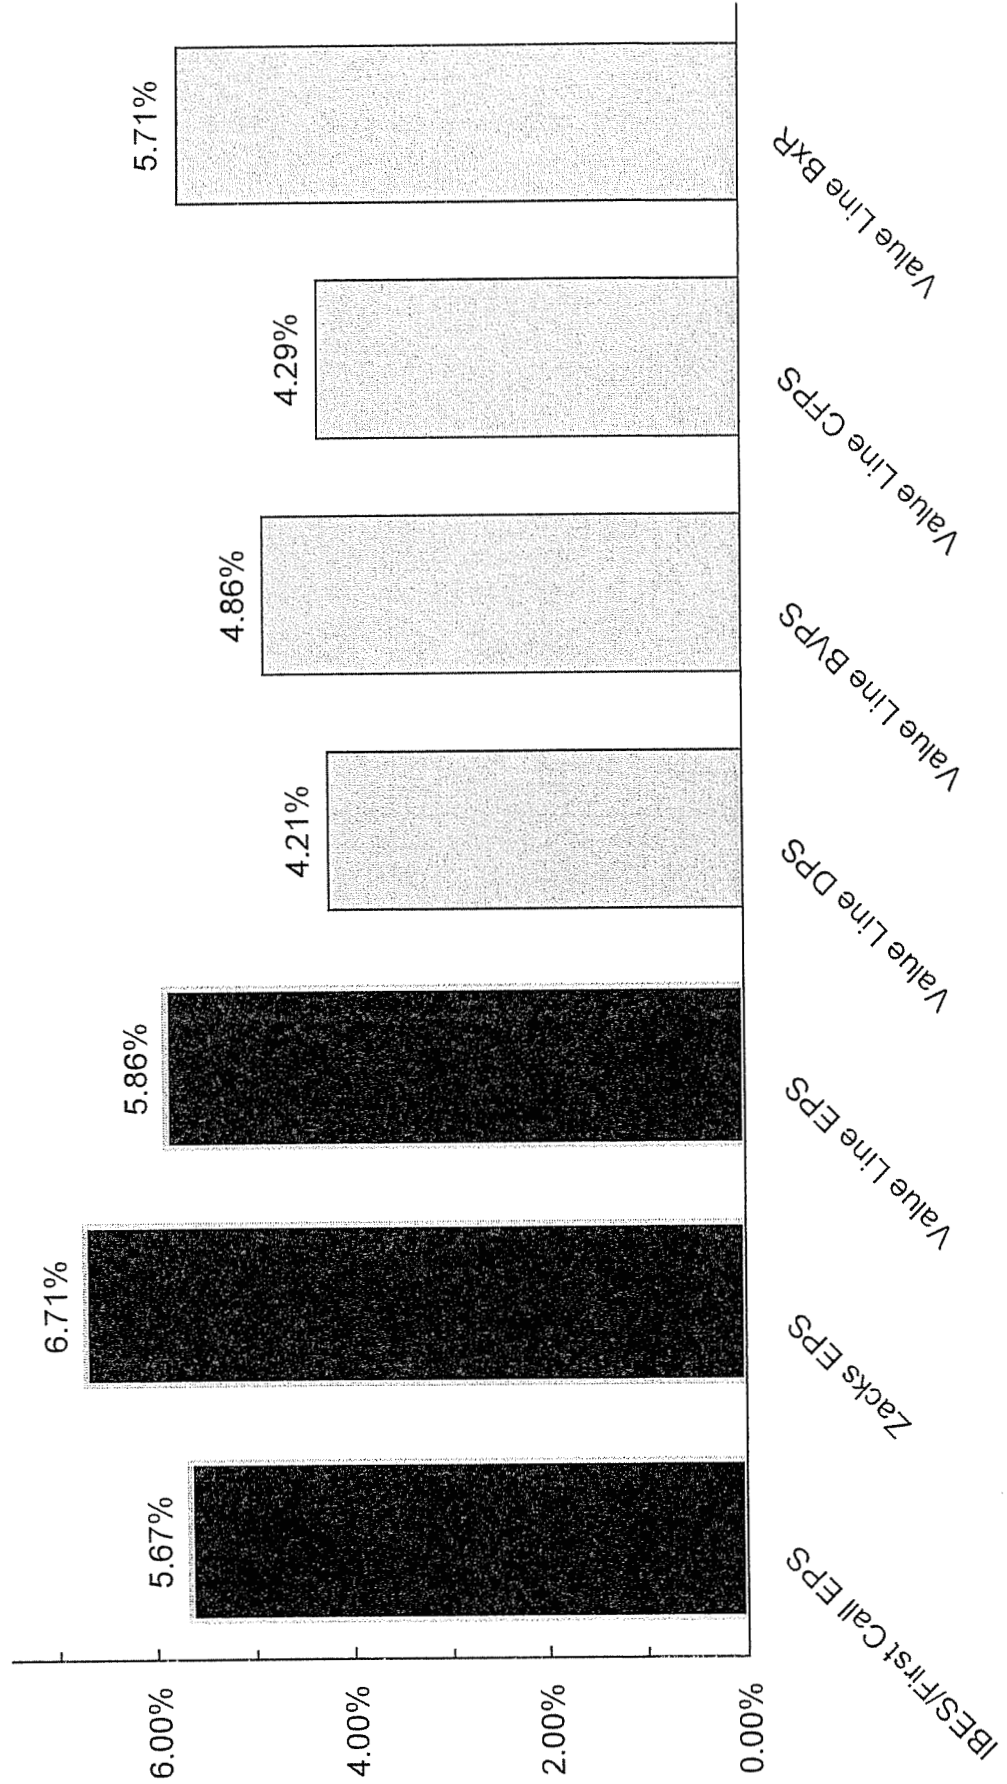 5.67%
6.71%
5.86%
4.21%
4.86%
4.29%
5.71%
6.00%
4.00%
2.00%
0.00%
IBES/First Call EPS
Zacks EPS
Value Line EPS
Value Line DPS
Value Line BVPS
Value Line CFPS
Value Line BxR